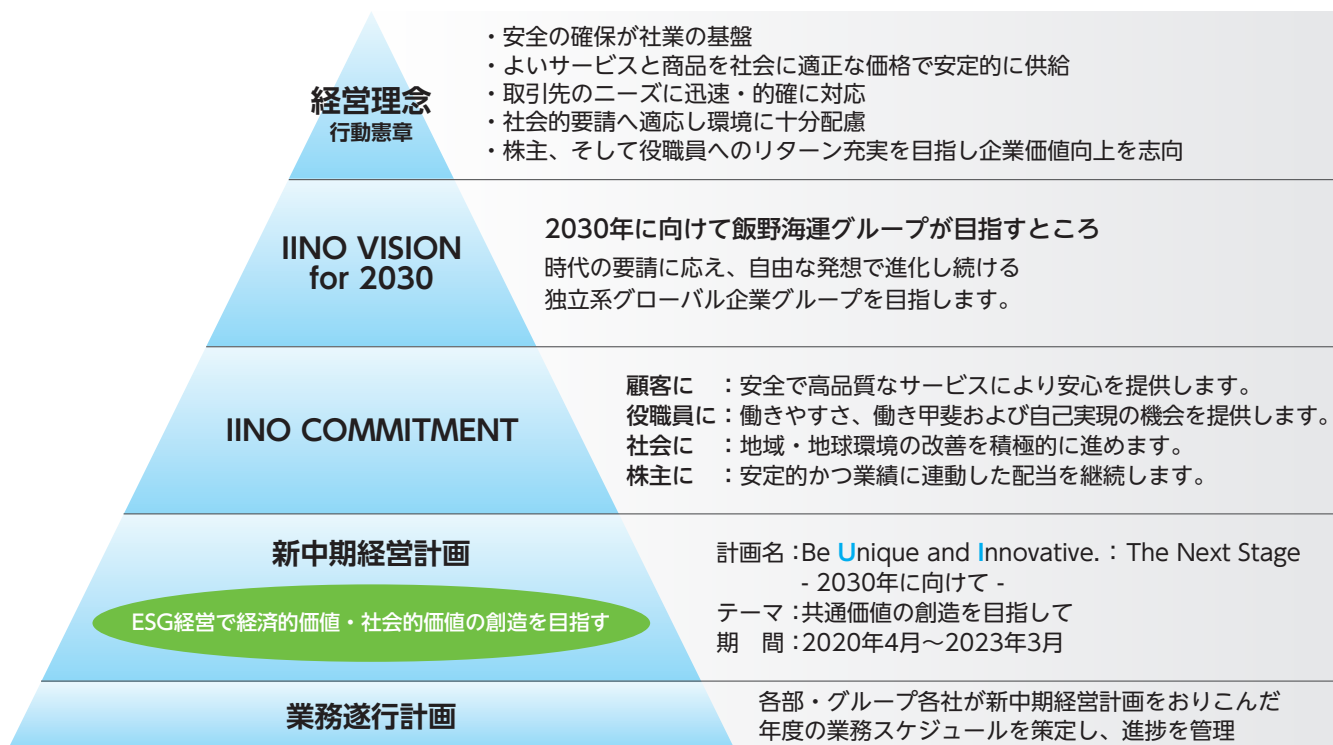 経営理念
行動憲章
・安全の確保が社業の基盤
・よいサービスと商品を社会に適正な価格で安定的に供給
・取引先のニーズに迅速・的確に対応
・社会的要請へ適応し環境に十分配慮
・株主、そして役職員へのリターン充実を目指し企業価値向上を志向
IINO VISION
for 2030
2030年に向けて飯野海運グループが目指すところ
時代の要請に応え、自由な発想で進化し続ける
独立系グローバル企業グループを目指します。
IINO COMMITMENT
顧客に　：安全で高品質なサービスにより安心を提供します。
役職員に：働きやすさ、働き甲斐および自己実現の機会を提供します。
社会に　：地域・地球環境の改善を積極的に進めます。
株主に　：安定的かつ業績に連動した配当を継続します。
新中期経営計画
ESG経営で経済的価値・社会的価値の創造を目指す
計画名：Be Unique and Innovative.：The Next Stage
- 2030年に向けて -
テーマ：共通価値の創造を目指して
期　間：2020年4月～2023年3月
業務遂行計画
各部・グループ各社が新中期経営計画をおりこんだ
年度の業務スケジュールを策定し、進捗を管理